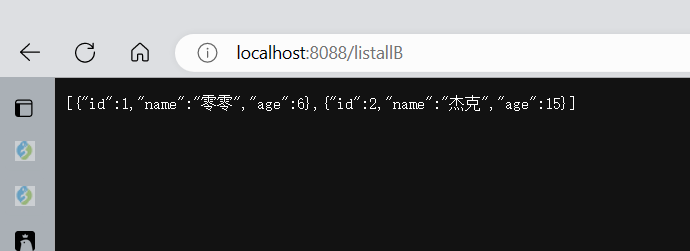 localhost:8088/listallB
[{"id":1,"name":"零零","age":6},{"id":2,"name":"杰克","age":15}]